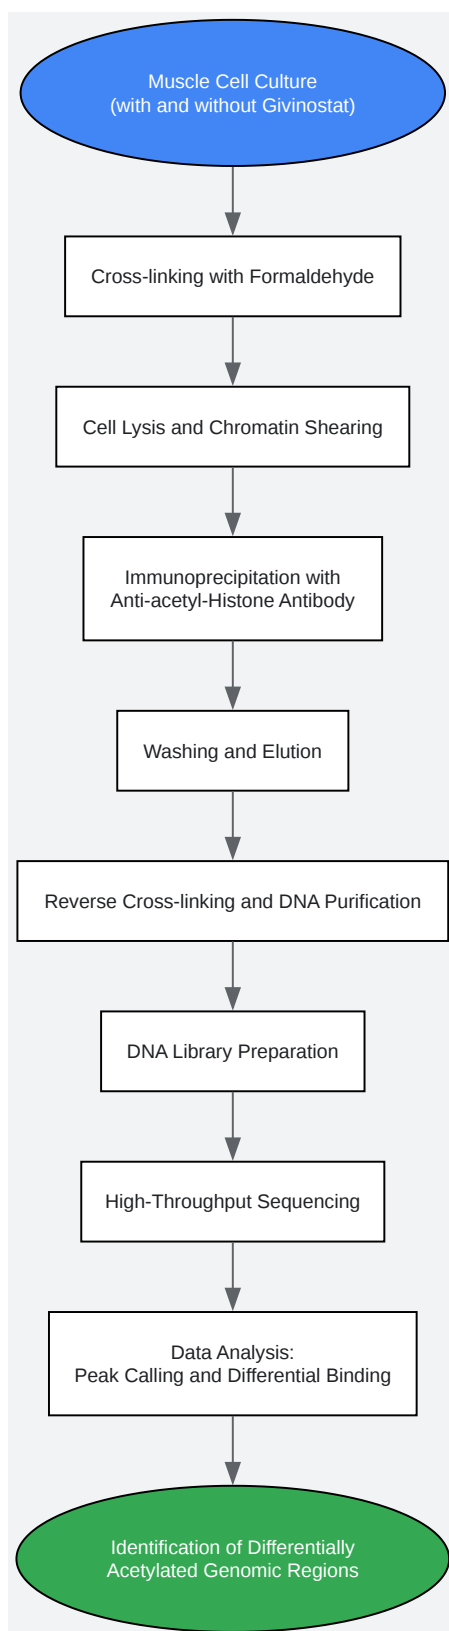 Muscle Cell Culture
(with and without Givinostat)
Cross-linking with Formaldehyde
Cell Lysis and Chromatin Shearing
Immunoprecipitation with
Anti-acetyl-Histone Antibody
Washing and Elution
Reverse Cross-linking and DNA Purification
DNA Library Preparation
High-Throughput Sequencing
Data Analysis:
Peak Calling and Differential Binding
Identification of Differentially
Acetylated Genomic Regions